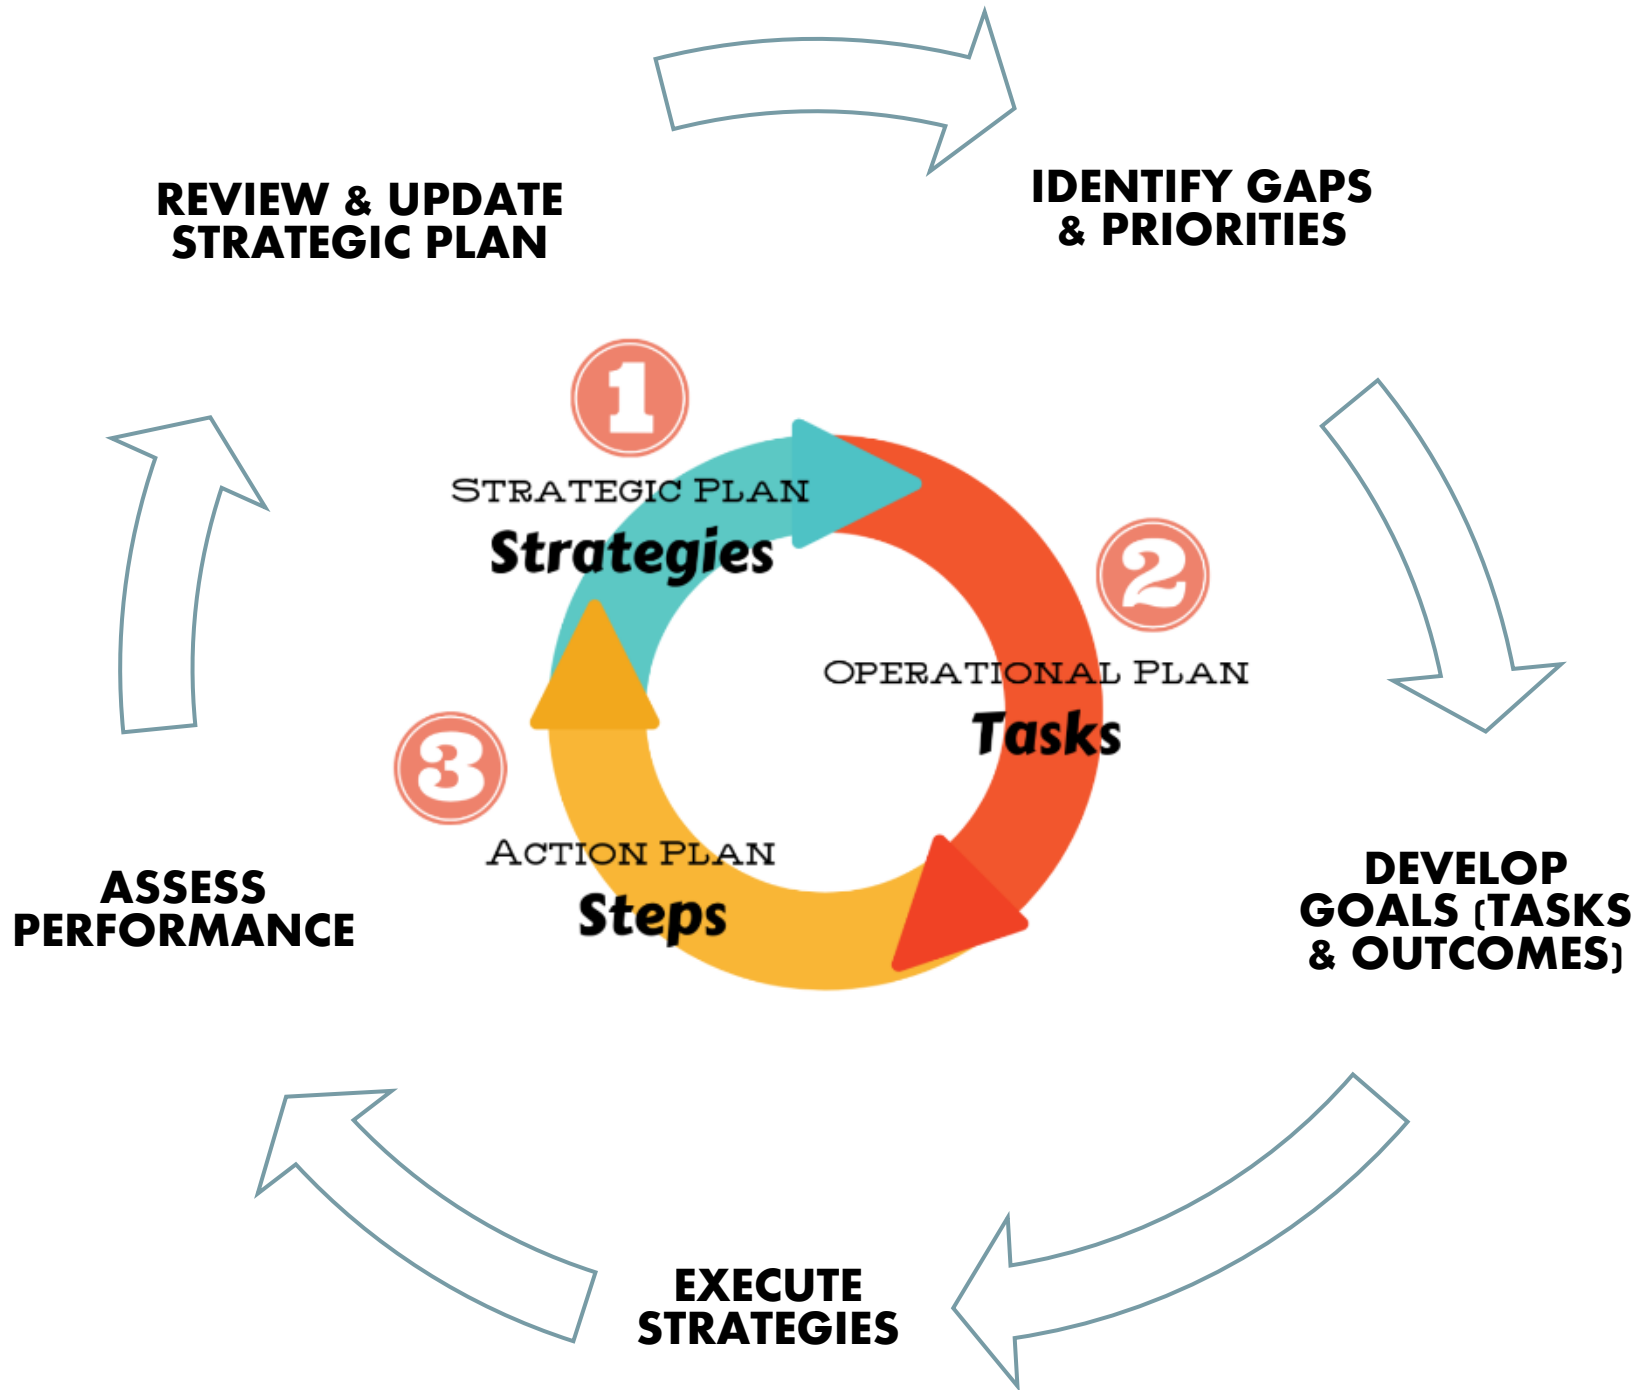 REVIEW & UPDATE
STRATEGIC PLAN
IDENTIFY GAPS
& PRIORITIES
1
STRATEGIC PLAN
Strategies
2
OPERATIONAL PLAN
Tasks
3
ACTION PLAN
Steps
ASSESS
PERFORMANCE
DEVELOP
GOALS (TASKS
& OUTCOMES)
EXECUTE
STRATEGIES